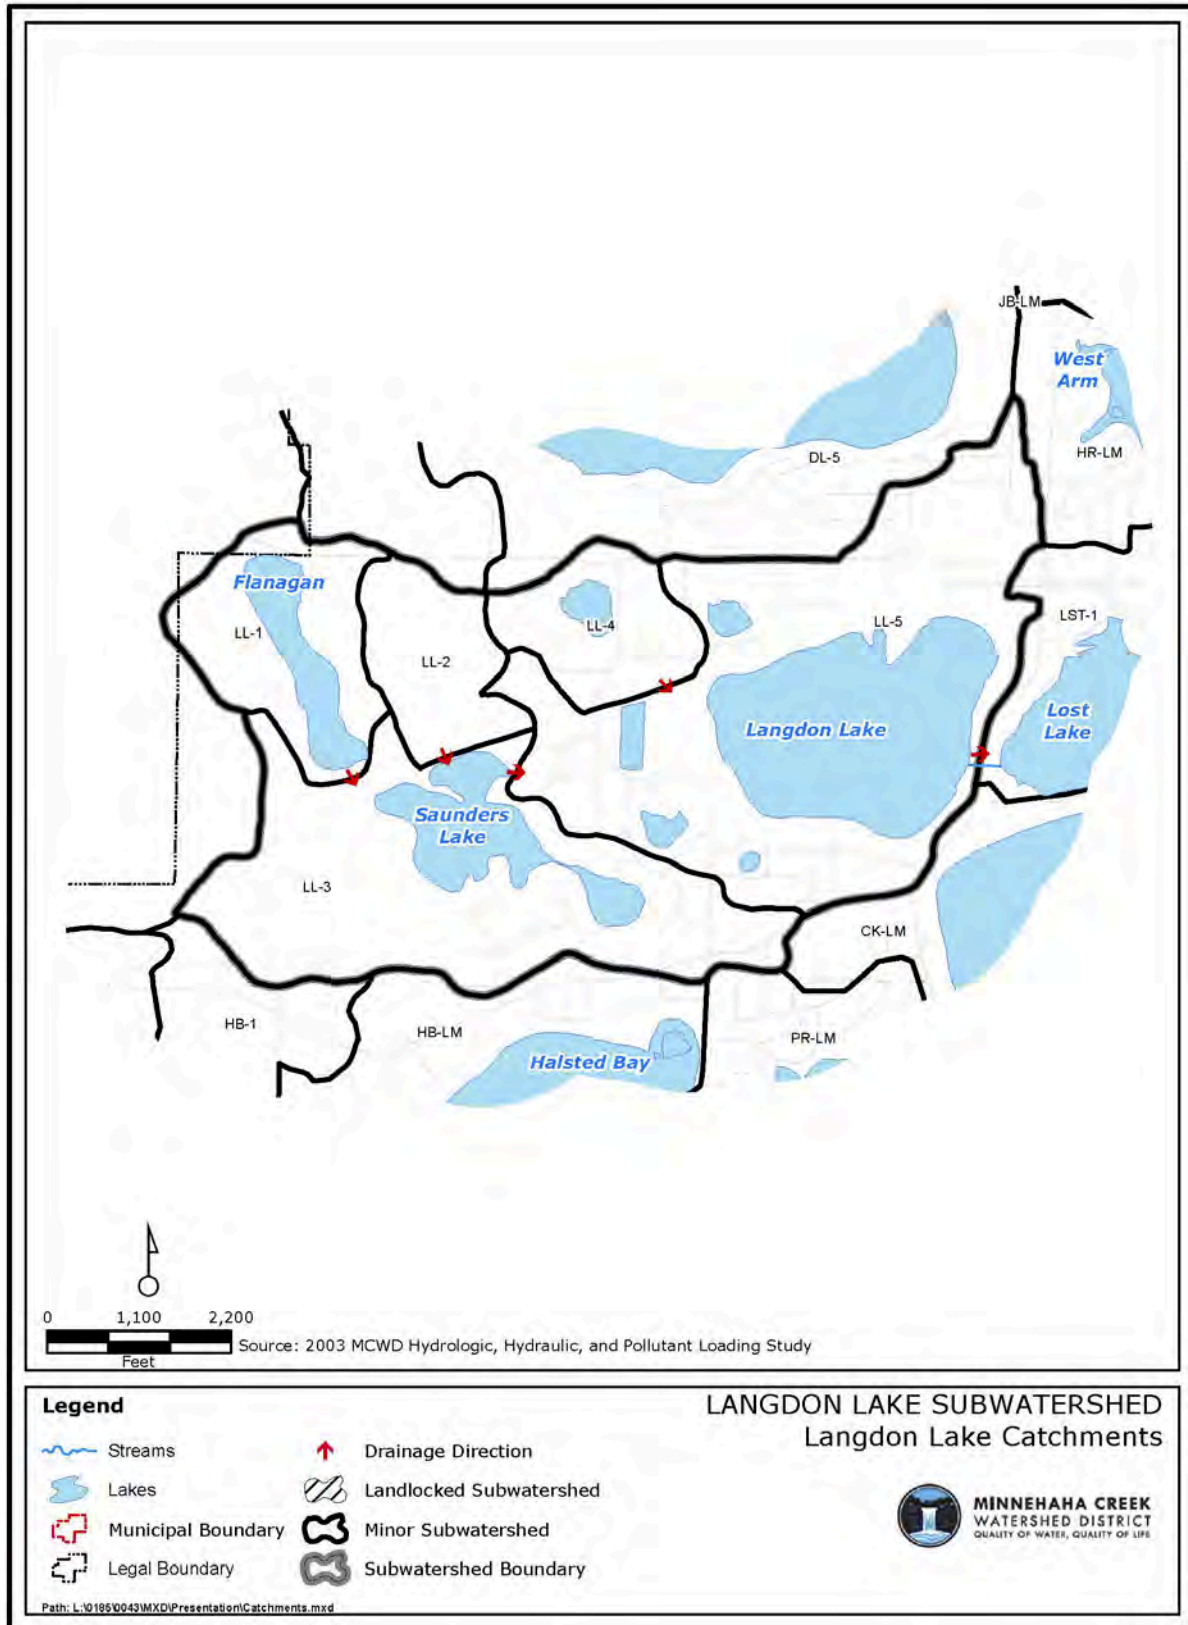 JB-LM
West
Arm
DL-5
HR-LM
Flanagan
LL-1
LL-4
LL-5
LST-1
LL-2
Langdon Lake
Lost
Lake
Saunders
Lake
LL-3
CK-LM
HB-1
HB-LM
PR-LM
Halsted Bay
0 1,100 2,200
Feet
Source: 2003 MCWD Hydrologic, Hydraulic, and Pollutant Loading Study
Legend
Streams
Lakes
Municipal Boundary
Legal Boundary
Drainage Direction
Landlocked Subwatershed
Minor Subwatershed
Subwatershed Boundary
Path: L:\0185\0043\MXD\Presentation\Catchments.mxd
LANGDON LAKE SUBWATERSHED
Langdon Lake Catchments
MINNEHAHA CREEK
WATERSHED DISTRICT
QUALITY OF WATER, QUALITY OF LIFE